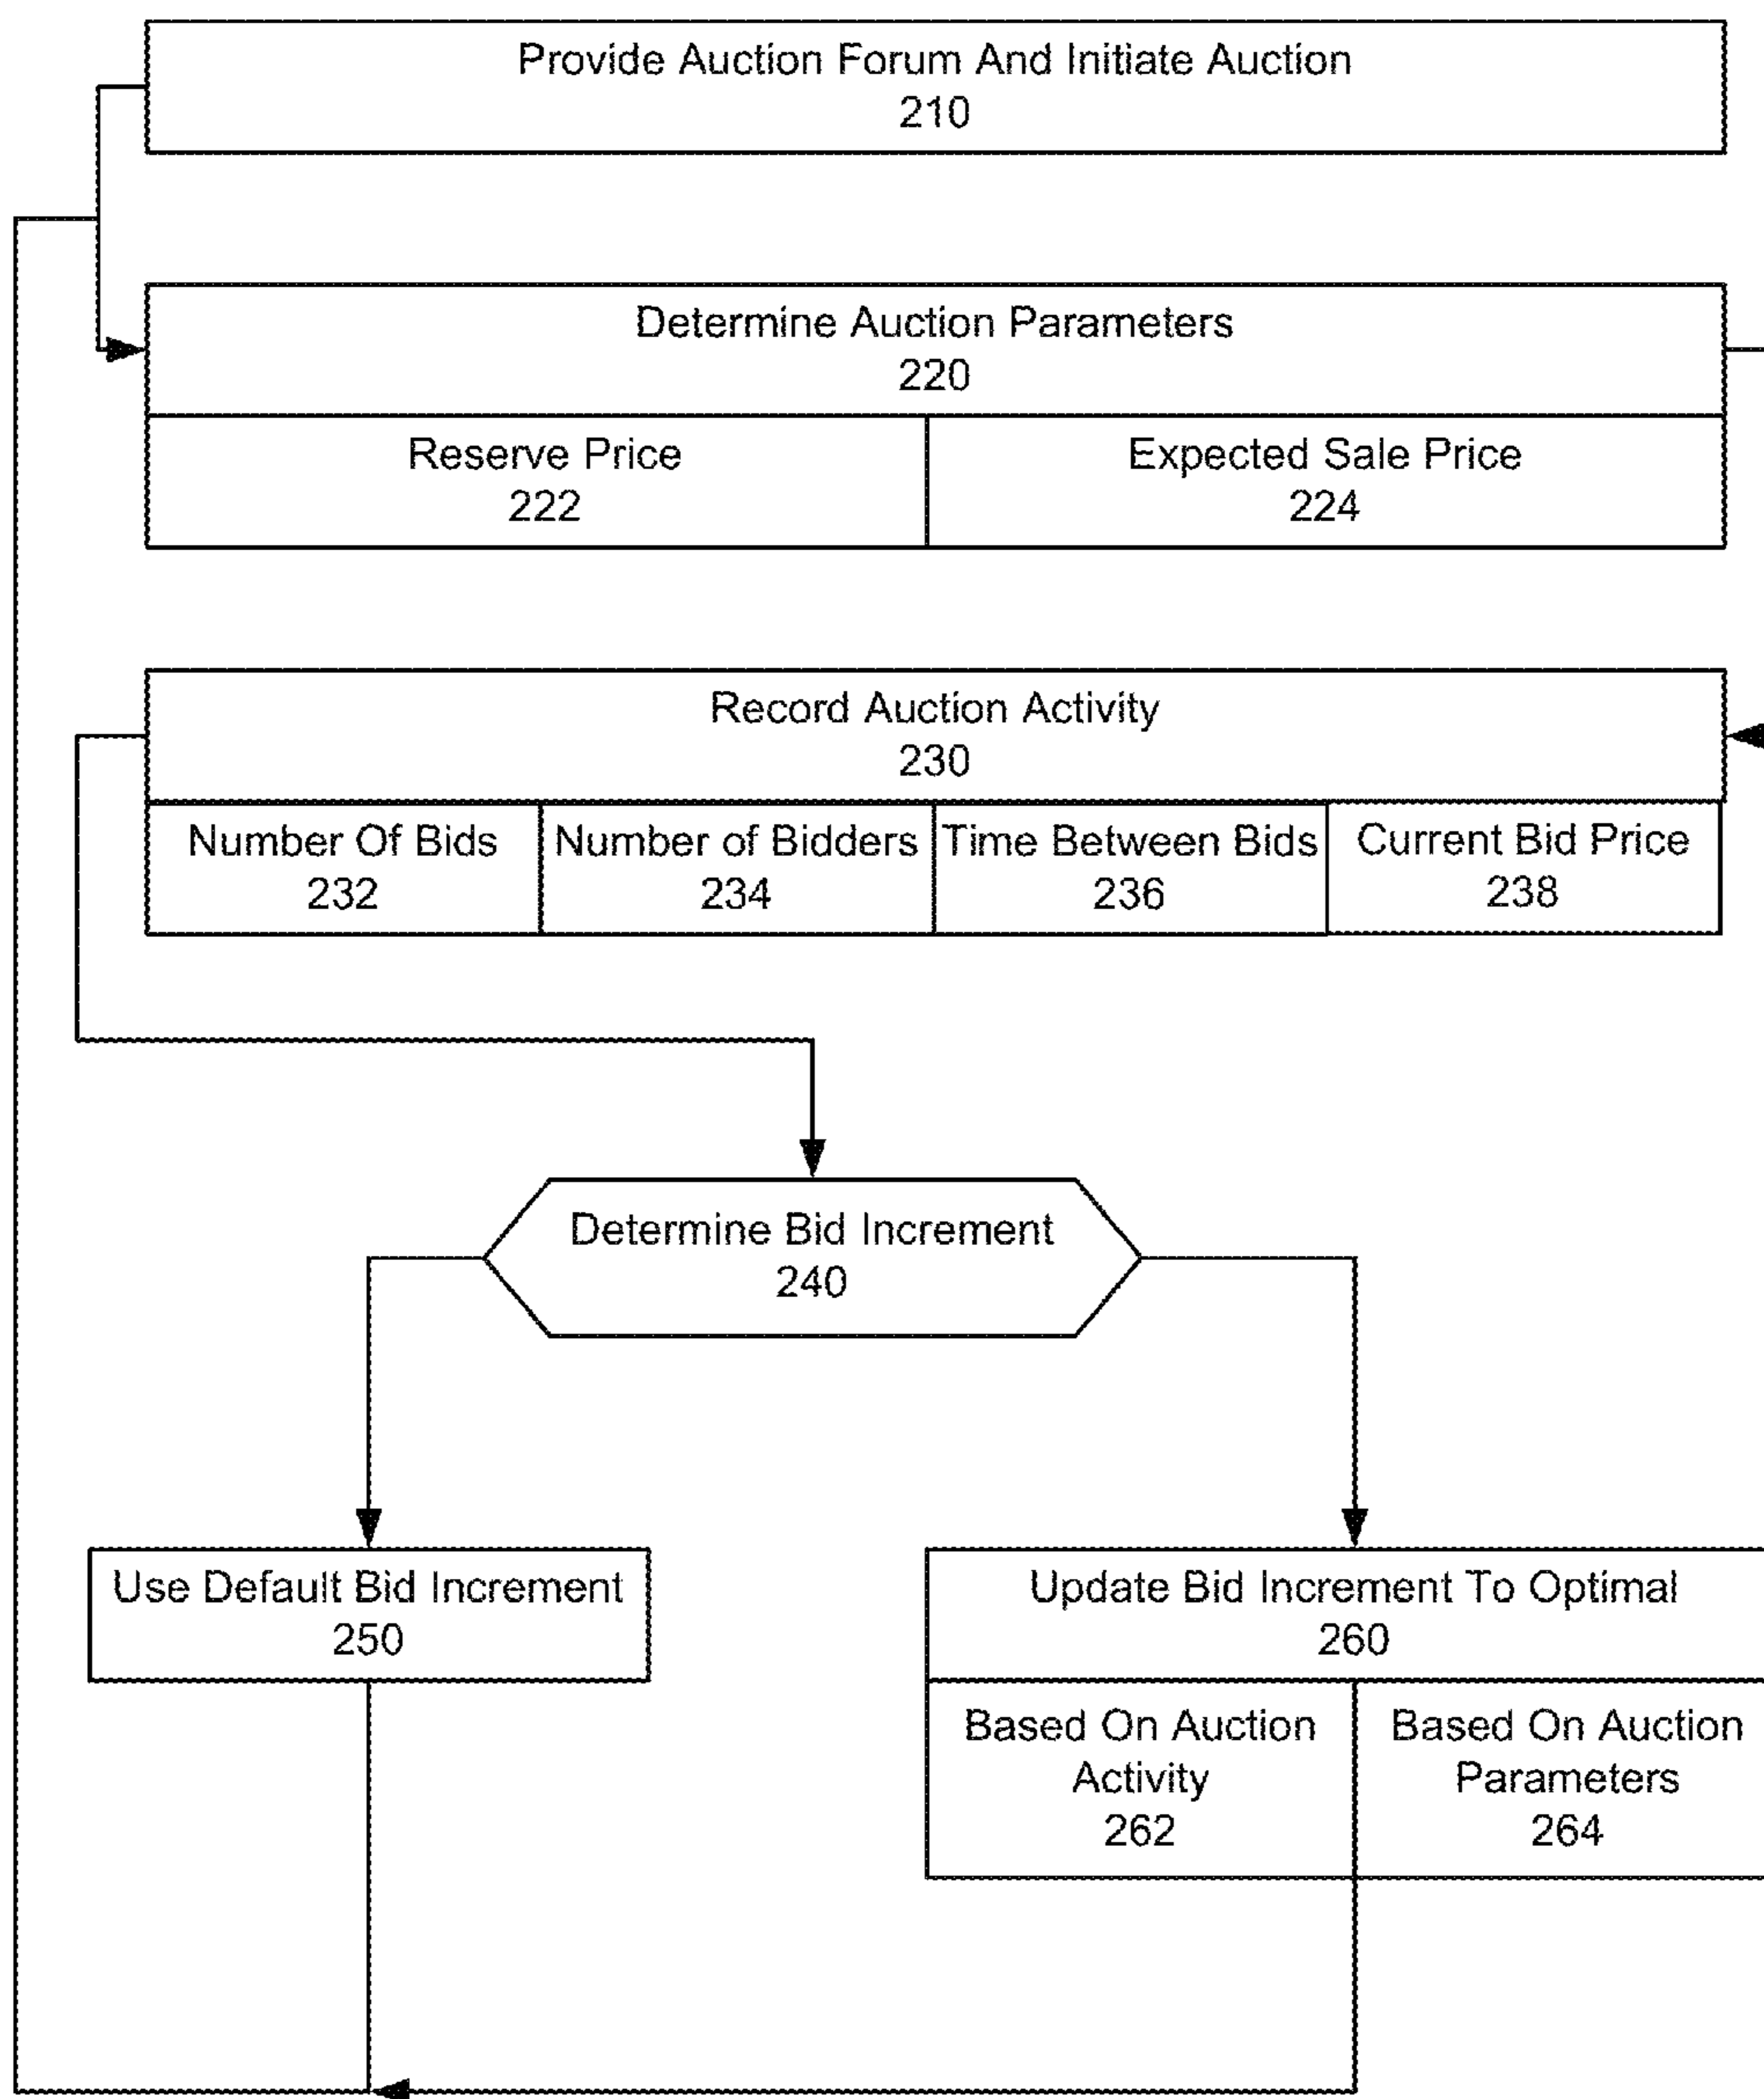 Provide Auction Forum And Initiate Auction
210
Determine Auction Parameters
220
Reserve Price
222
Expected Sale Price
224
Record Auction Activity
230
Number Of Bids
232
Number of Bidders
234
Time Between Bids
236
Current Bid Price
238
Determine Bid Increment
240
Use Default Bid Increment
250
Update Bid Increment To Optimal
260
Based On Auction
Activity
262
Based On Auction
Parameters
264